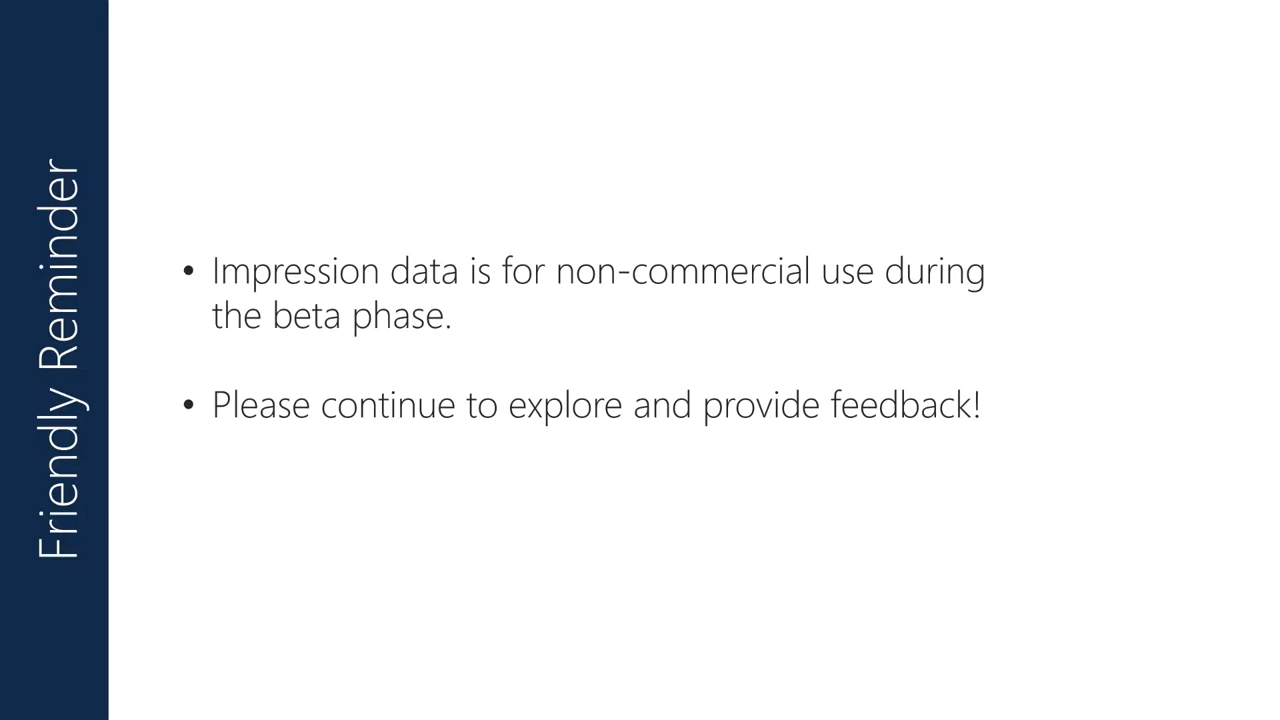 Friendly Reminder
• Impression data is for non-commercial use during
the beta phase.
• Please continue to explore and provide feedback!